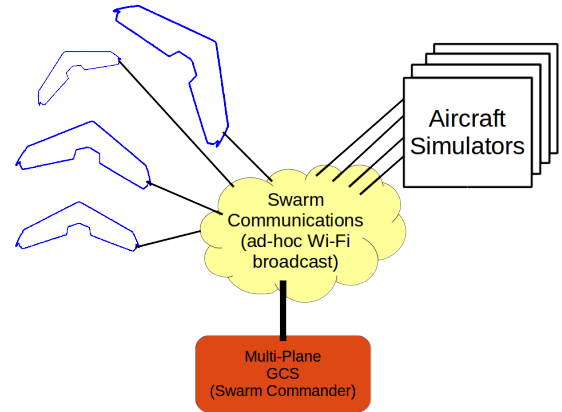 Aircraft
Simulators
Swarm
Communications
(ad-hoc Wi-Fi
broadcast)
Multi-Plane
GCS
(Swarm Commander)